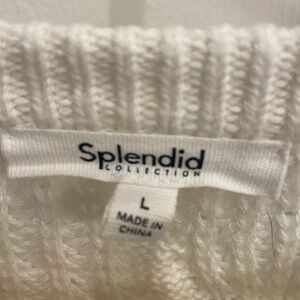 Splendid
COLLECTION
L
MADE IN
CHINA